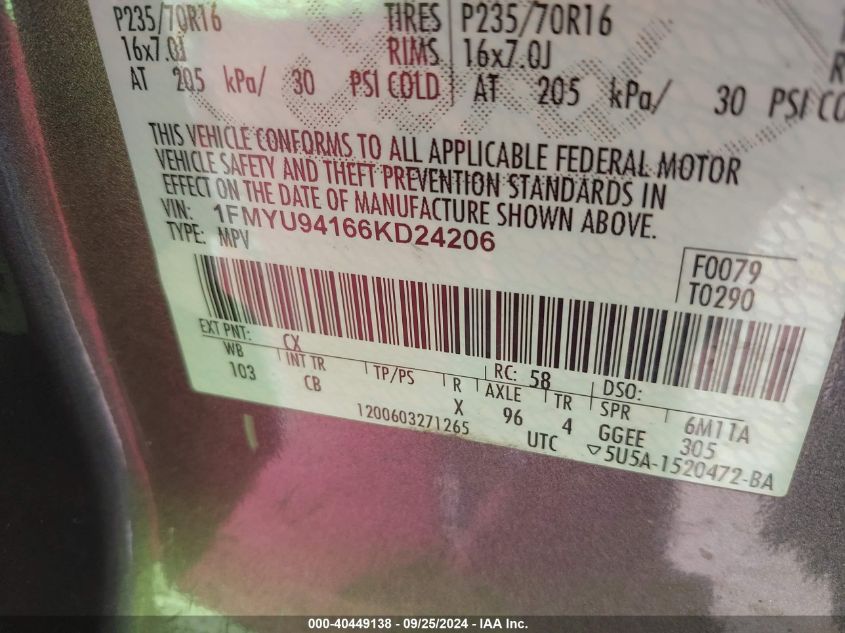 P235/70R16 TIRES P235/70R16
16x7.0J RIMS 16x7.0J
AT 205 kPa/ 30 PSI COLD AT 205 kPa/ 30 PSI CO
THIS VEHICLE CONFORMS TO ALL APPLICABLE FEDERAL MOTOR
VEHICLE SAFETY AND THEFT PREVENTION STANDARDS IN
EFFECT ON THE DATE OF MANUFACTURE SHOWN ABOVE.
VIN: 1FMYU94166KD24206
TYPE: MPV
F0079
T0290
EXT PNT: CX RC: 58 DSO:
WB INT TR TP/PS R AXLE TR SPR 6M11A
103 CB X 96 4 GGEE 305
1200603271265 UTC ▽5U5A-1520472-BA
000-40449138 - 09/25/2024 - IAA Inc.